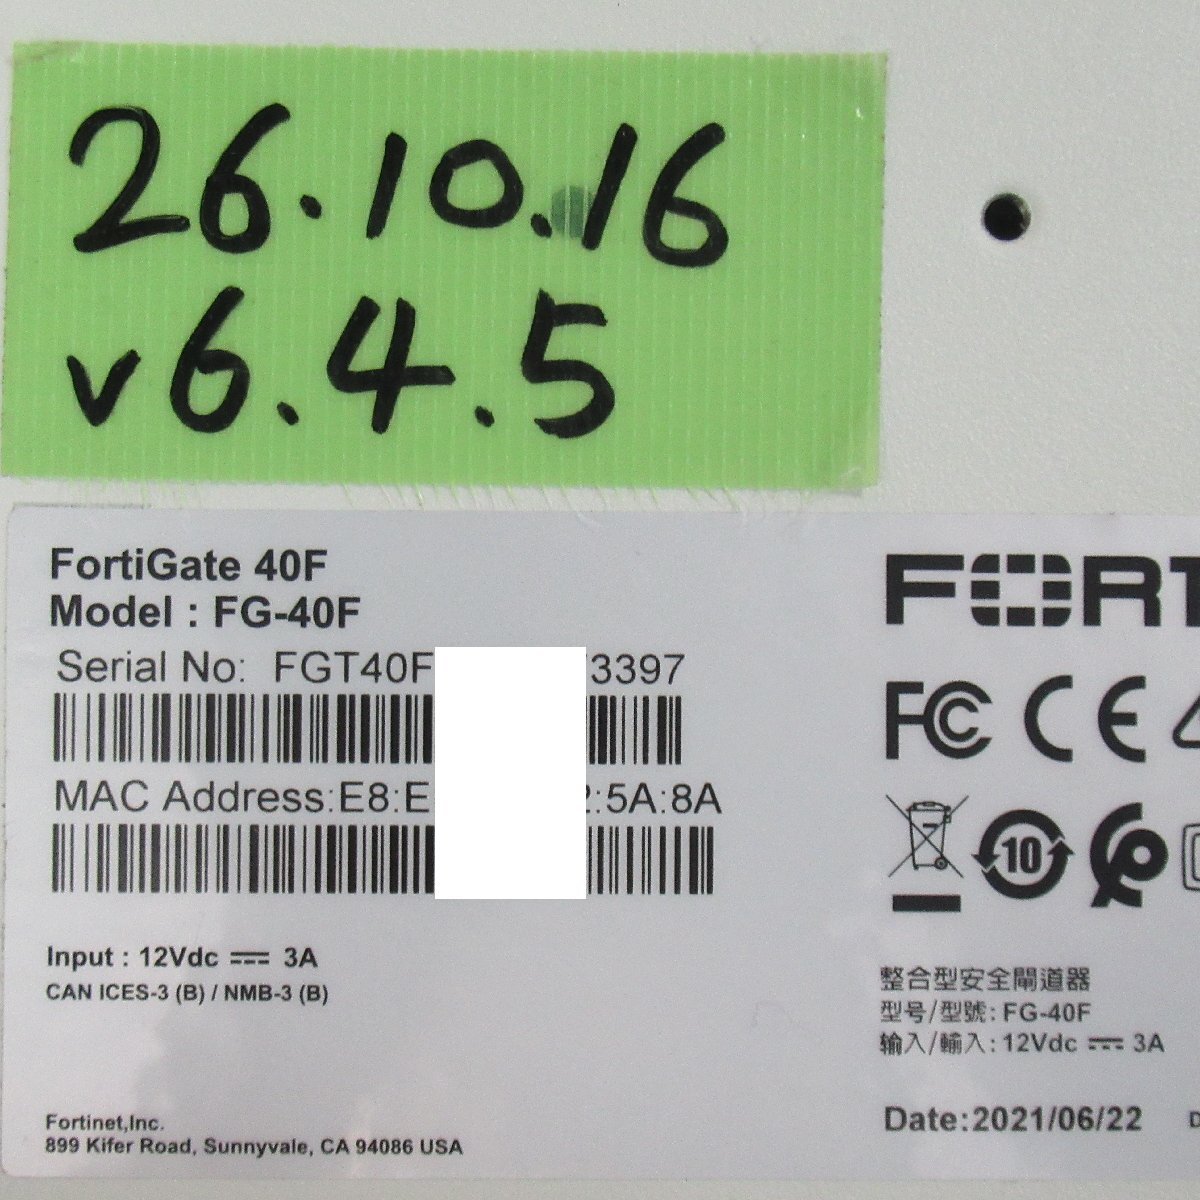 26.10.16
v6.4.5
FortiGate 40F
Model : FG-40F
Serial No: FGT40F 3397
MAC Address:E8:E :5A:8A
Input : 12Vdc 3A
CAN ICES-3 (B) / NMB-3 (B)
Fortinet,Inc.
899 Kifer Road, Sunnyvale, CA 94086 USA
FORT
FC CE
10
整合型安全閘道器
型号/型號: FG-40F
输入/輸入: 12Vdc 3A
Date:2021/06/22